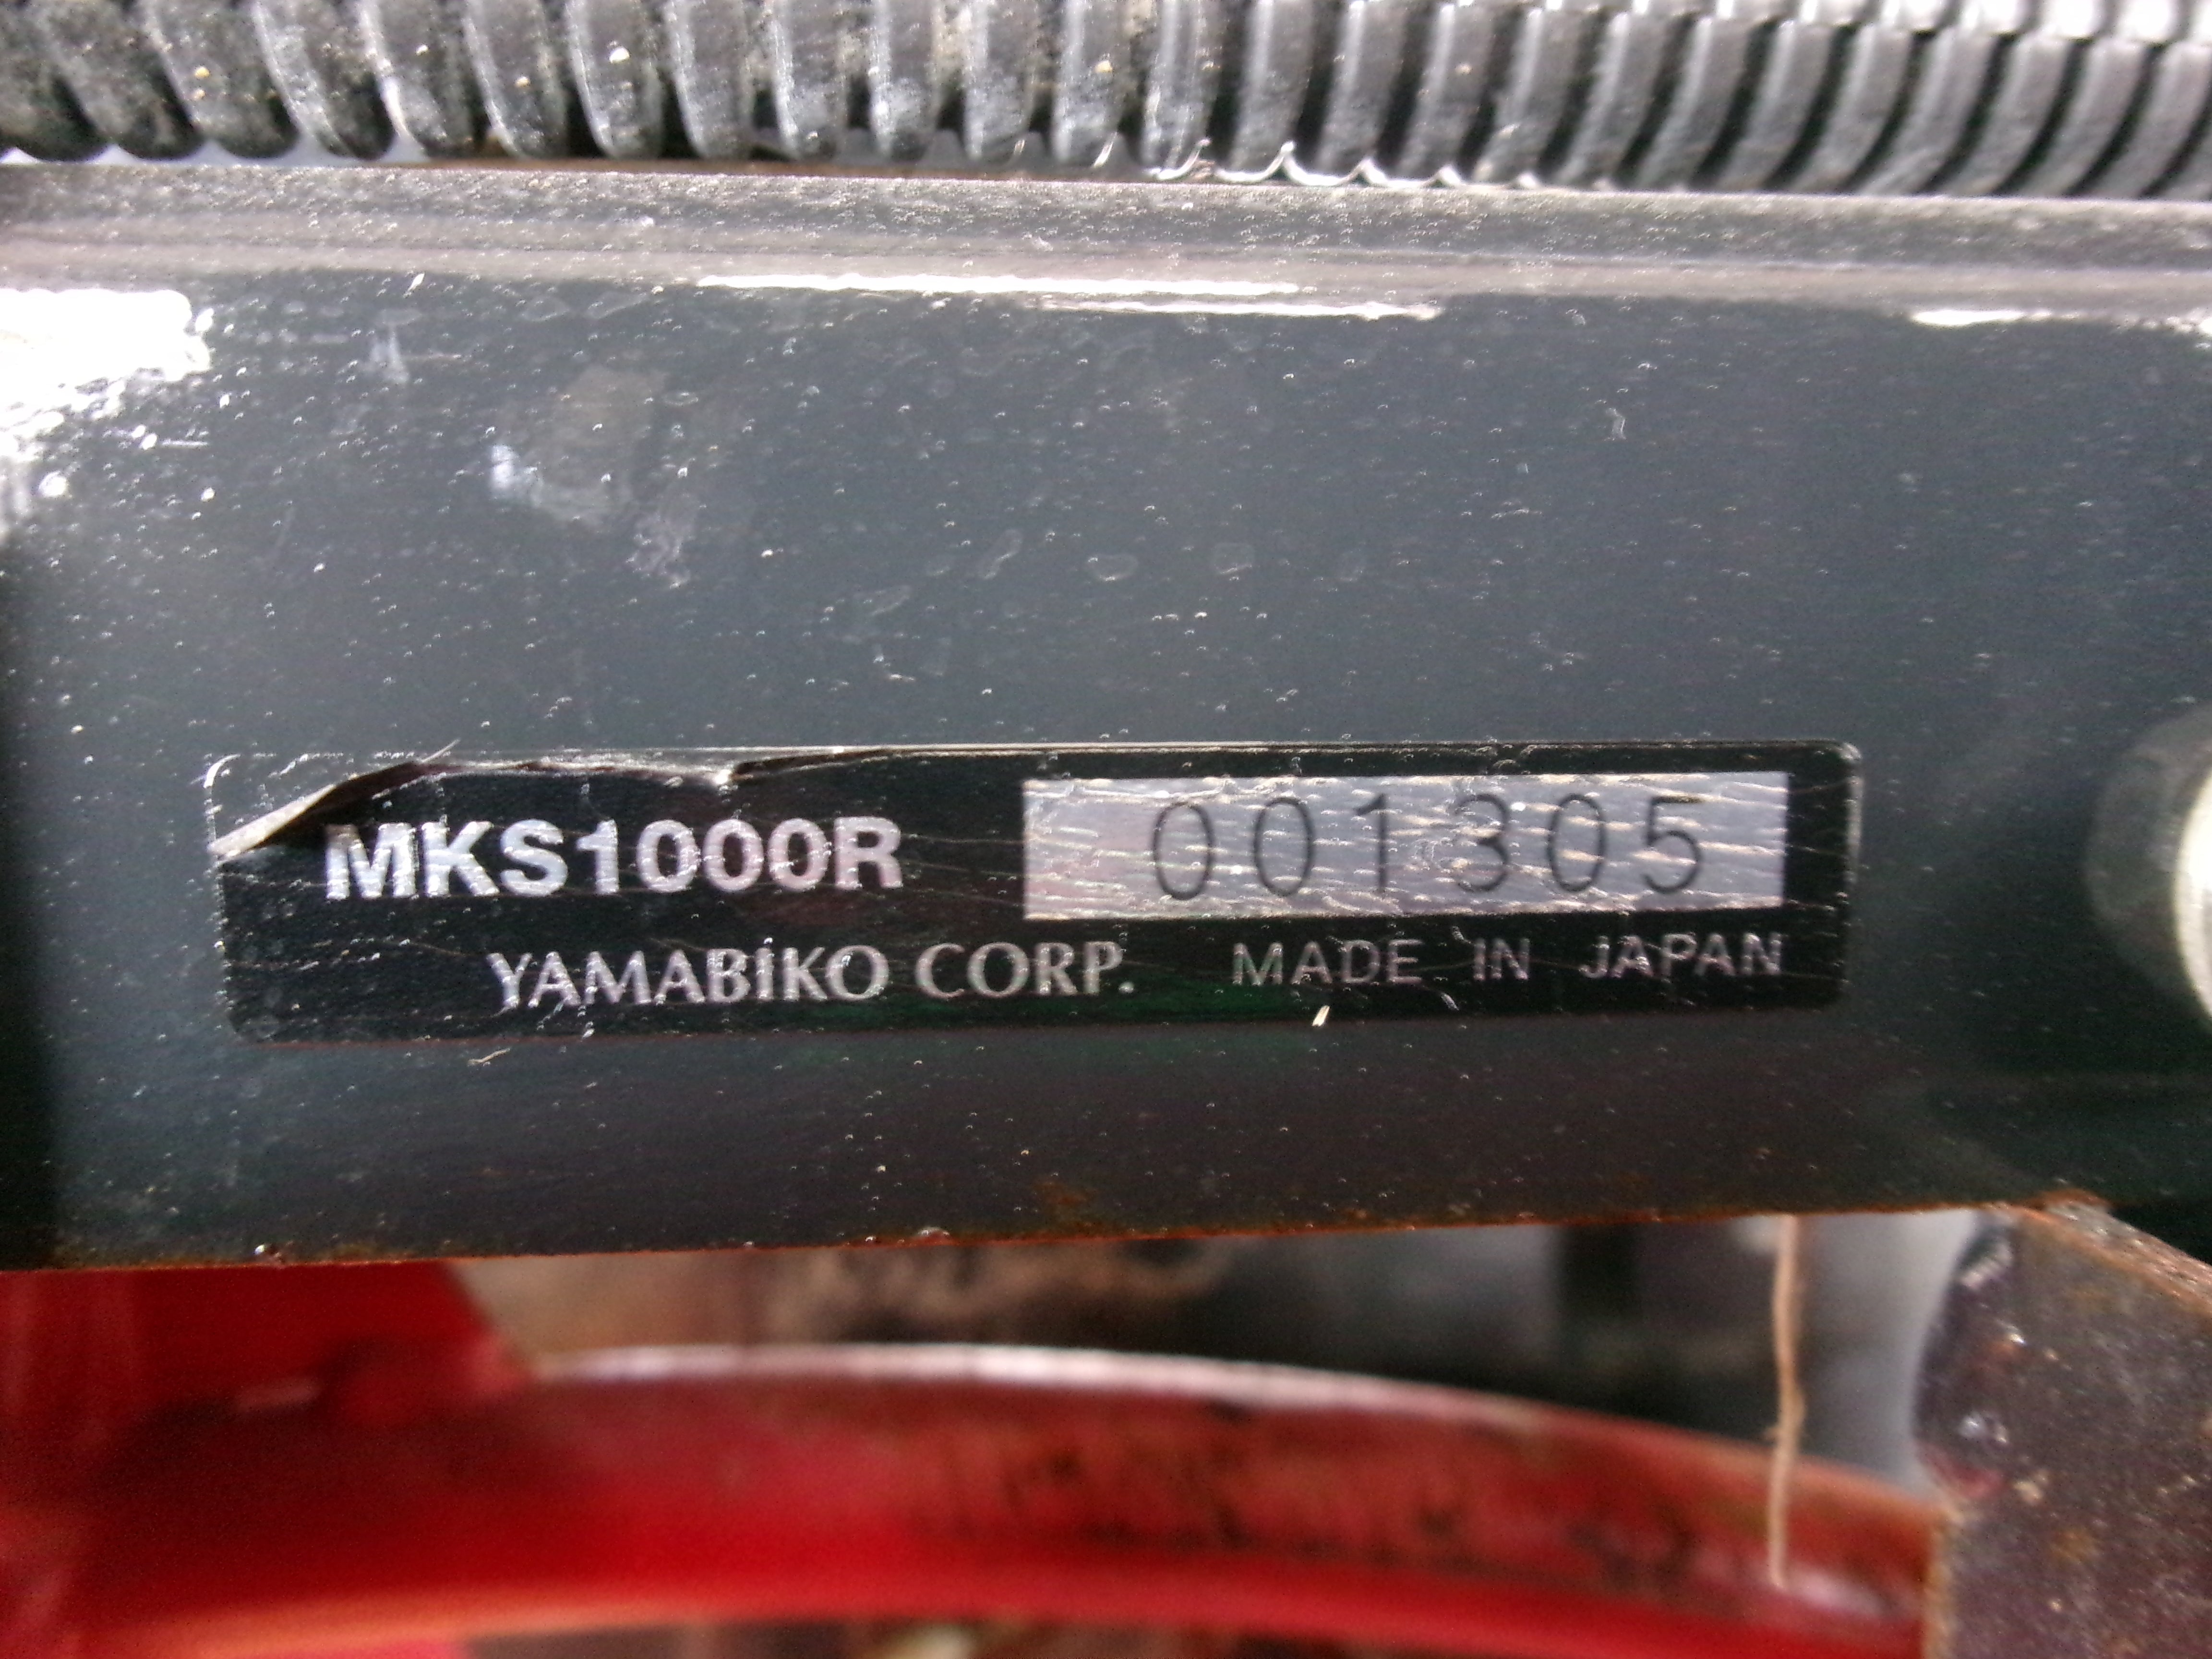 MKS1000R 001305
YAMABIKO CORP. MADE IN JAPAN